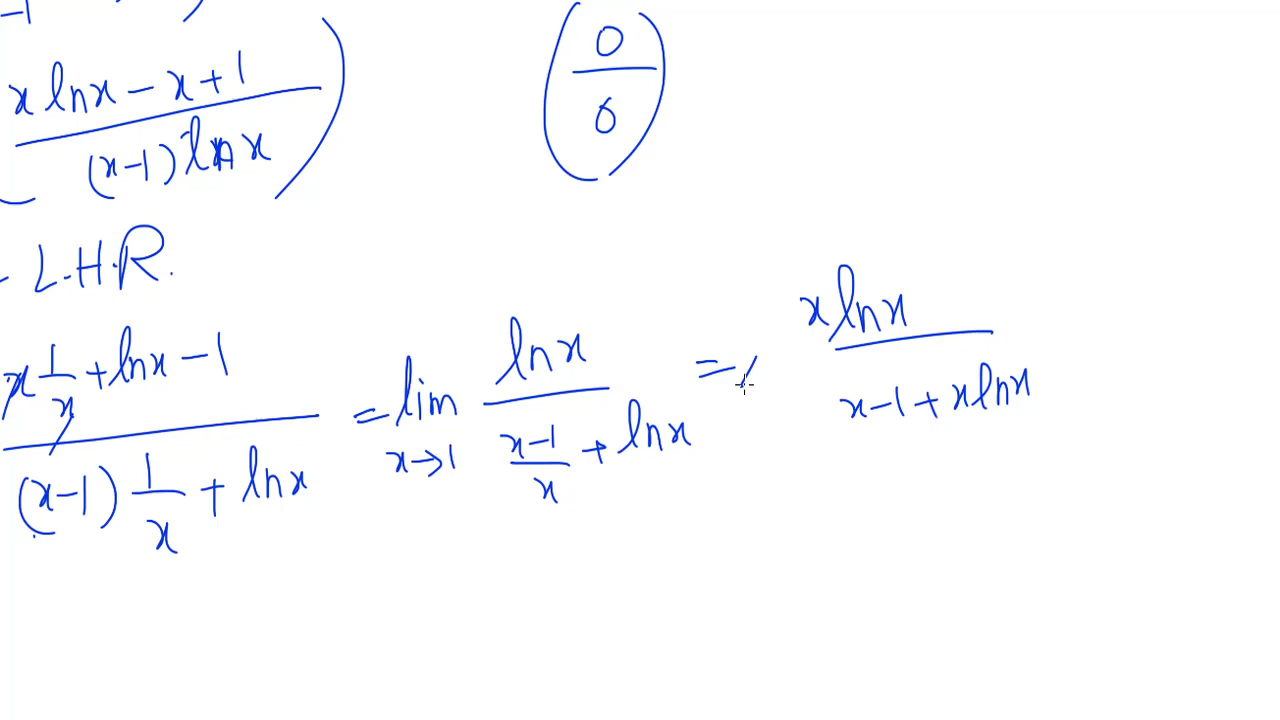 -1
x ln x - x + 1
(x-1) ln x
(0
0)
L.H.R.
x 1/x + ln x - 1
(x-1) 1/x + ln x
= lim x→1
ln x
x-1/x + ln x
=
x ln x
x-1 + x ln x